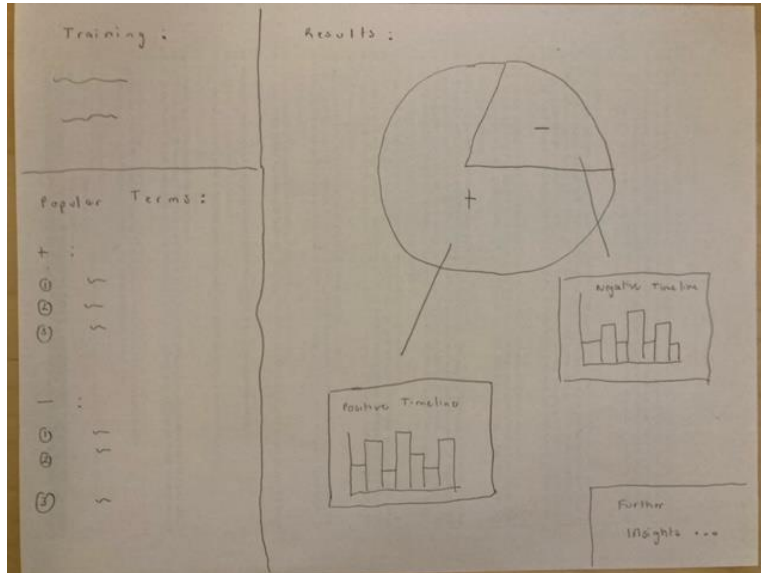 Training :
Popular Terms :
+ :
①
②
③
- :
①
②
③
Results :
-
+
Negative Timeline
Positive Timeline
Further
Insights ...